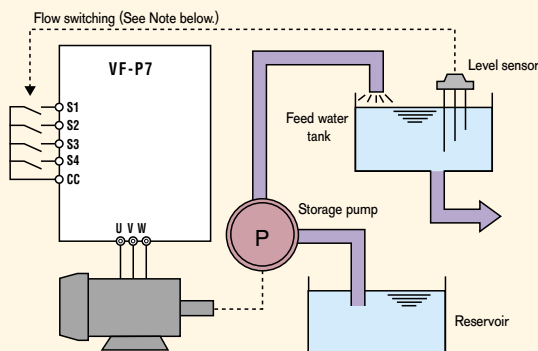 Flow switching (See Note below.)
VF-P7
S1
S2
S3
S4
CC
U V W
Level sensor
Feed water
tank
Storage pump
P
Reservoir